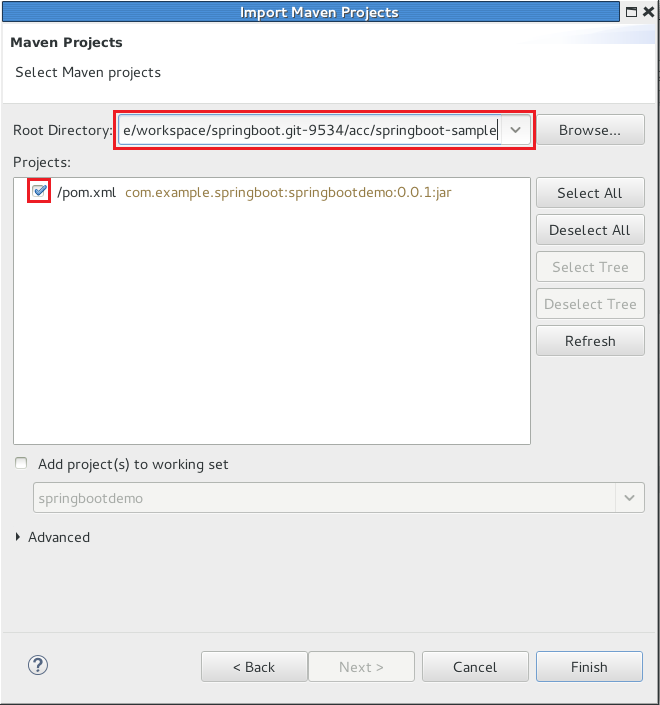 Import Maven Projects
Maven Projects
Select Maven projects
Root Directory: e/workspace/springboot.git-9534/acc/springboot-sample Browse...
Projects:
/pom.xml com.example.springboot:springbootdemo:0.0.1:jar
Select All
Deselect All
Select Tree
Deselect Tree
Refresh
Add project(s) to working set
springbootdemo
Advanced
? < Back Next > Cancel Finish